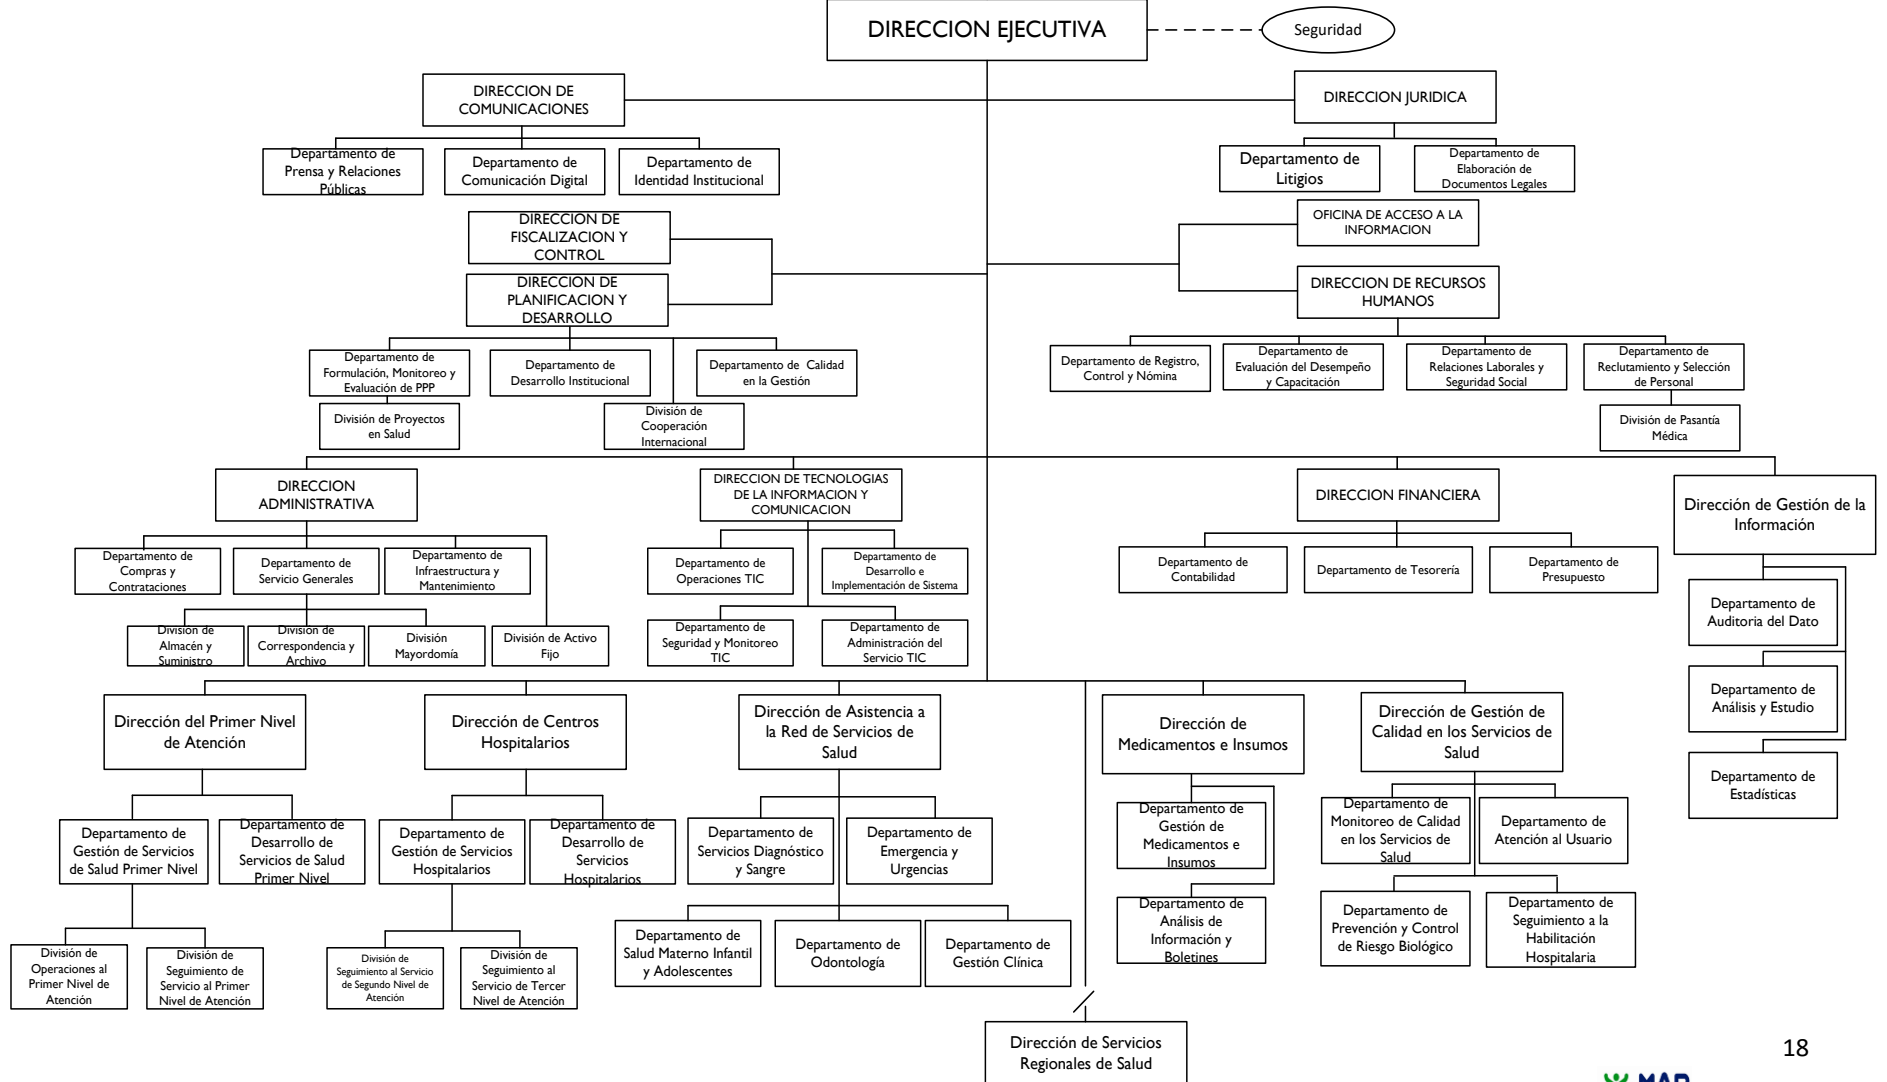 DIRECCION EJECUTIVA
Seguridad
DIRECCION DE
COMUNICACIONES
DIRECCION JURIDICA
Departamento de
Prensa y Relaciones
Públicas
Departamento de
Comunicación Digital
Departamento de
Identidad Institucional
Departamento de
Litigios
Departamento de
Elaboración de
Documentos Legales
DIRECCION DE
FISCALIZACION Y
CONTROL
OFICINA DE ACCESO A LA
INFORMACION
DIRECCION DE
PLANIFICACION Y
DESARROLLO
DIRECCION DE RECURSOS
HUMANOS
Departamento de
Formulación, Monitoreo y
Evaluación de PPP
Departamento de
Desarrollo Institucional
Departamento de Calidad
en la Gestión
División de Proyectos
en Salud
División de
Cooperación
Internacional
Departamento de Registro,
Control y Nómina
Departamento de
Evaluación del Desempeño
y Capacitación
Departamento de
Relaciones Laborales y
Seguridad Social
Departamento de
Reclutamiento y Selección
de Personal
División de Pasantía
Médica
DIRECCION
ADMINISTRATIVA
DIRECCION DE TECNOLOGIAS
DE LA INFORMACION Y
COMUNICACION
DIRECCION FINANCIERA
Dirección de Gestión de la
Información
Departamento de
Compras y
Contrataciones
Departamento de
Servicio Generales
Departamento de
Infraestructura y
Mantenimiento
División de
Almacén y
Suministro
División de
Correspondencia y
Archivo
División
Mayordomía
División de Activo
Fijo
Departamento de
Operaciones TIC
Departamento de
Desarrollo e
Implementación de Sistema
Departamento de
Seguridad y Monitoreo
TIC
Departamento de
Administración del
Servicio TIC
Departamento de
Contabilidad
Departamento de Tesorería
Departamento de
Presupuesto
Departamento de
Auditoria del Dato
Departamento de
Análisis y Estudio
Departamento de
Estadísticas
Dirección del Primer Nivel
de Atención
Dirección de Centros
Hospitalarios
Dirección de Asistencia a
la Red de Servicios de
Salud
Dirección de
Medicamentos e Insumos
Dirección de Gestión de
Calidad en los Servicios de
Salud
Departamento de
Gestión de Servicios
de Salud Primer Nivel
Departamento de
Desarrollo de
Servicios de Salud
Primer Nivel
Departamento de
Gestión de Servicios
Hospitalarios
Departamento de
Desarrollo de
Servicios
Hospitalarios
Departamento de
Servicios Diagnóstico
y Sangre
Departamento de
Emergencia y
Urgencias
Departamento de
Gestión de
Medicamentos e
Insumos
Departamento de
Monitoreo de Calidad
en los Servicios de
Salud
Departamento de
Atención al Usuario
División de
Operaciones al
Primer Nivel de
Atención
División de
Seguimiento de
Servicio al Primer
Nivel de Atención
División de
Seguimiento al Servicio
de Segundo Nivel de
Atención
División de
Seguimiento al
Servicio de Tercer
Nivel de Atención
Departamento de
Salud Materno Infantil
y Adolescentes
Departamento de
Odontología
Departamento de
Gestión Clínica
Departamento de
Análisis de
Información y
Boletines
Departamento de
Prevención y Control
de Riesgo Biológico
Departamento de
Seguimiento a la
Habilitación
Hospitalaria
Dirección de Servicios
Regionales de Salud
18
MAP